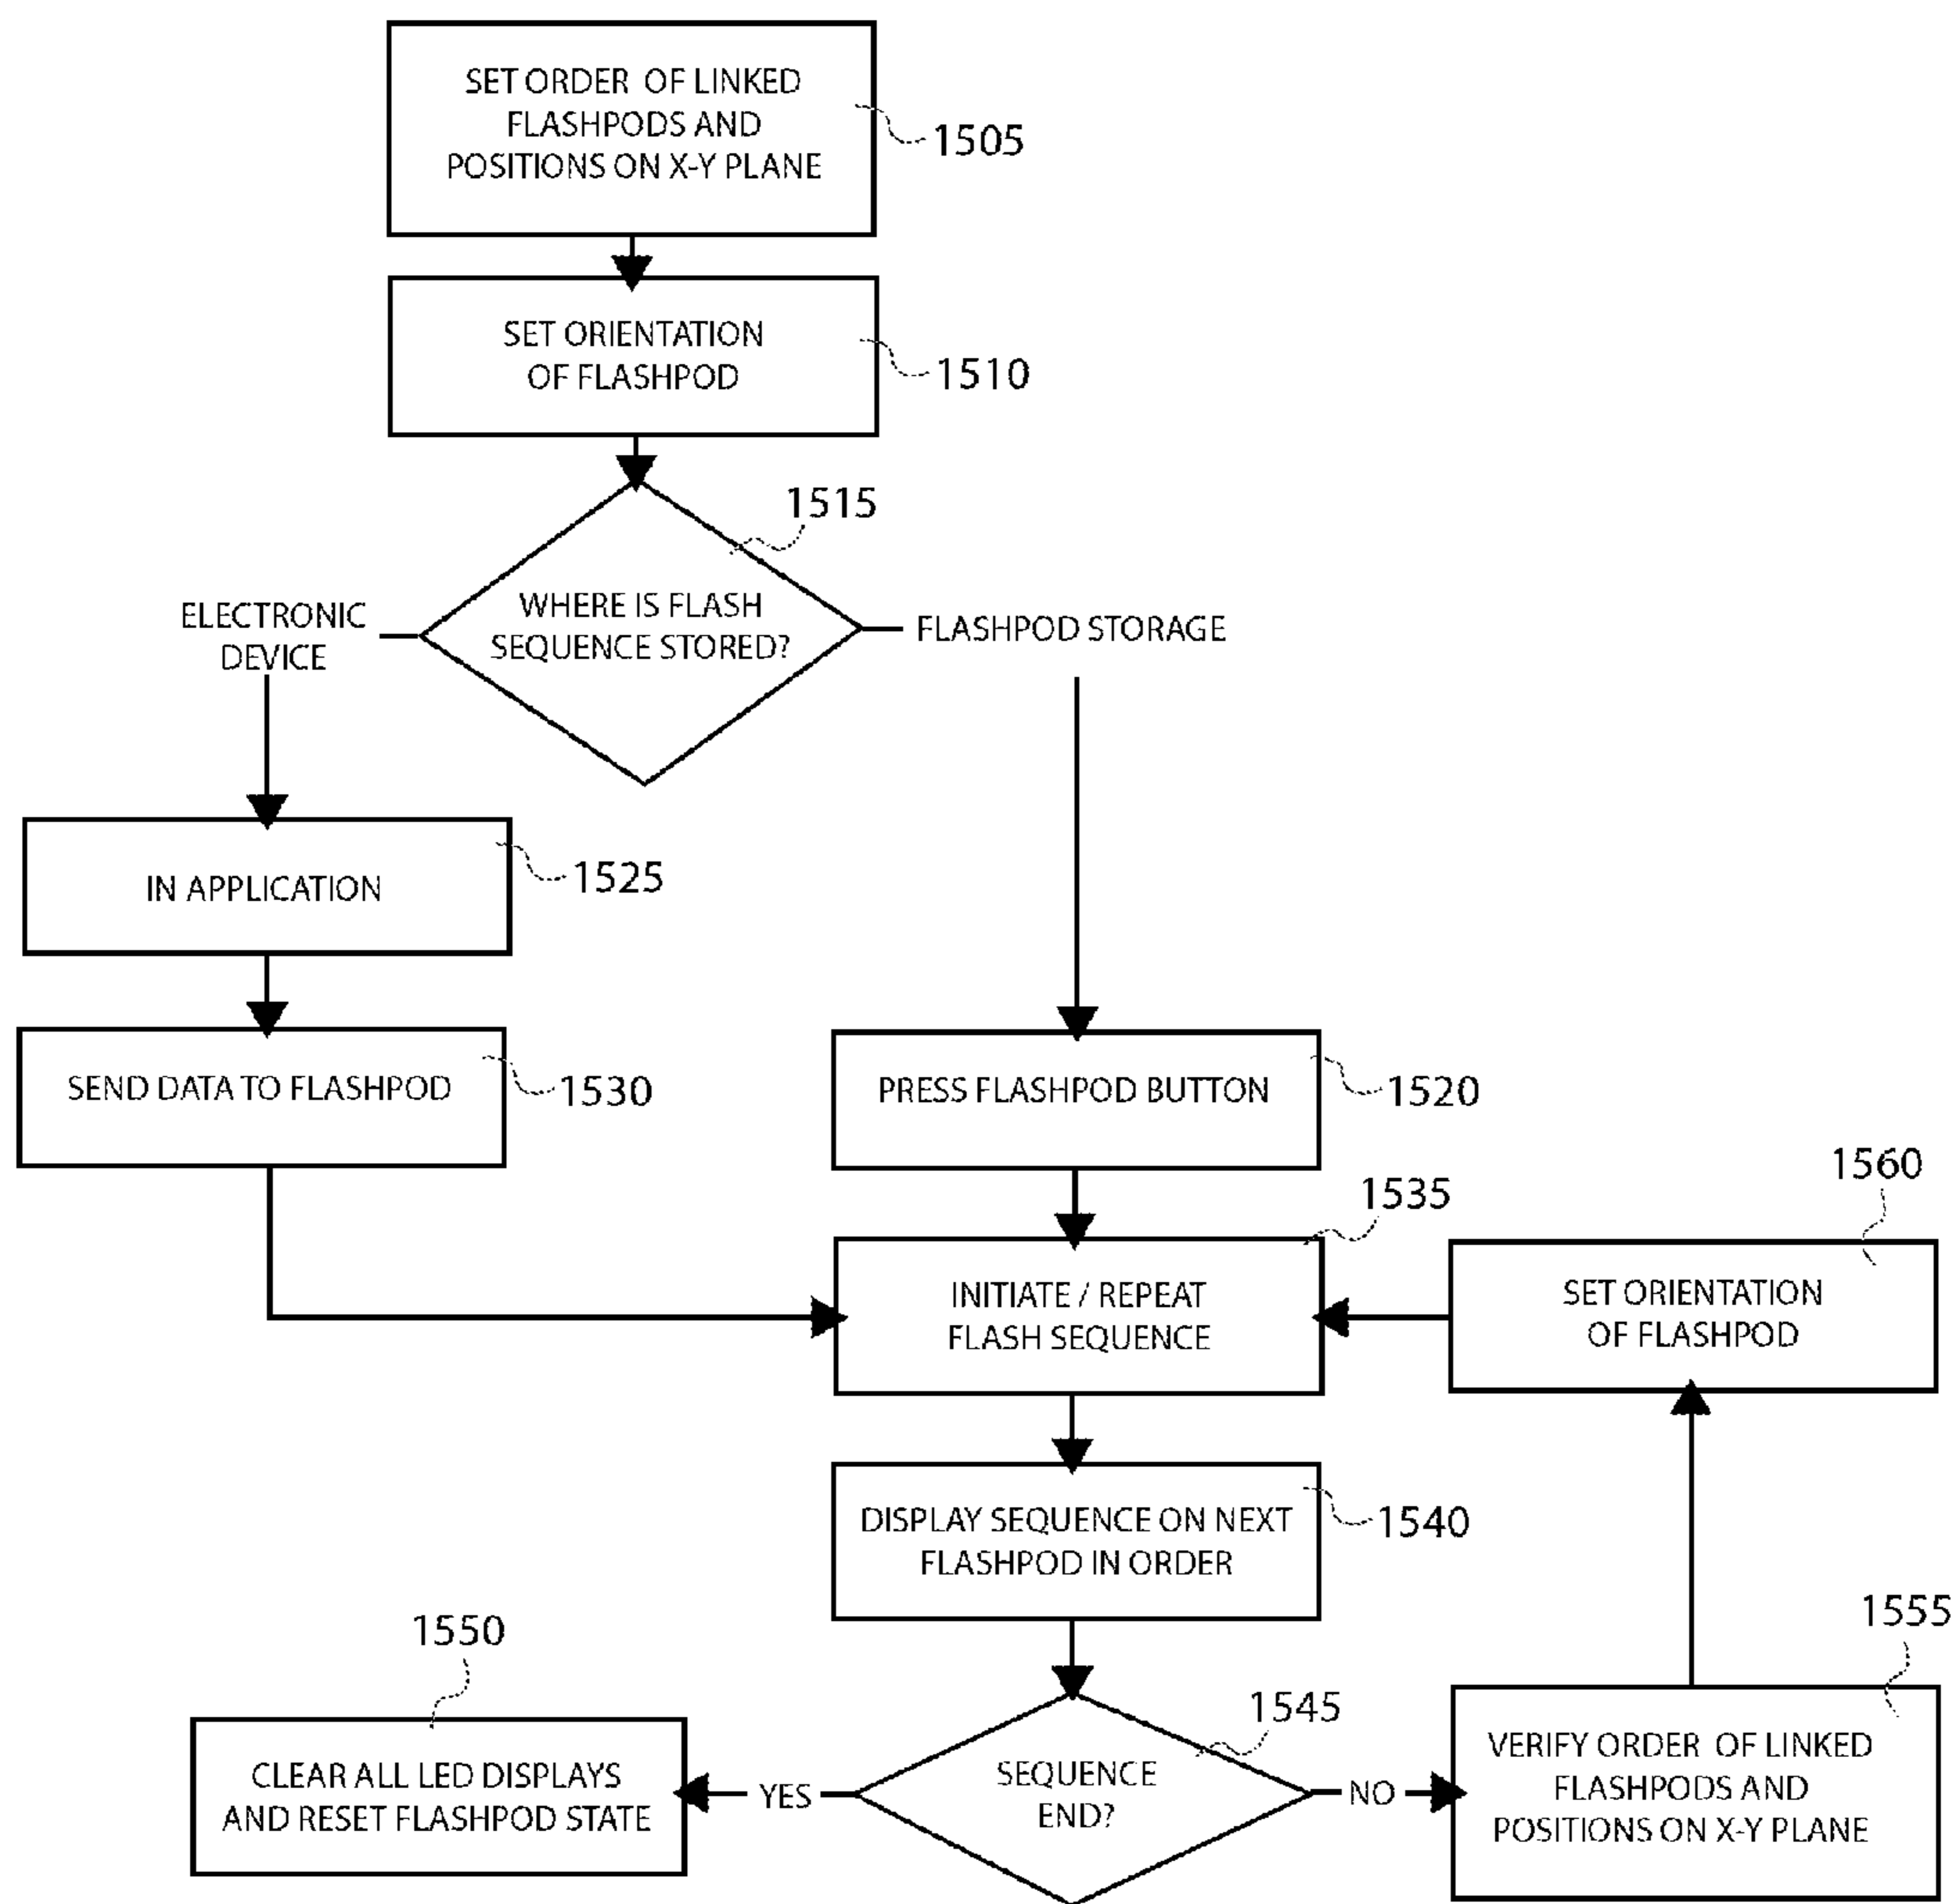 SET ORDER OF LINKED
FLASHPODS AND
POSITIONS ON X-Y PLANE
1505
SET ORIENTATION
OF FLASHPOD
1510
1515
WHERE IS FLASH
SEQUENCE STORED?
ELECTRONIC
DEVICE
FLASHPOD STORAGE
IN APPLICATION
1525
SEND DATA TO FLASHPOD
1530
PRESS FLASHPOD BUTTON
1520
1535
INITIATE / REPEAT
FLASH SEQUENCE
1560
SET ORIENTATION
OF FLASHPOD
DISPLAY SEQUENCE ON NEXT
FLASHPOD IN ORDER
1540
1550
CLEAR ALL LED DISPLAYS
AND RESET FLASHPOD STATE
YES
1545
SEQUENCE
END?
NO
1555
VERIFY ORDER OF LINKED
FLASHPODS AND
POSITIONS ON X-Y PLANE